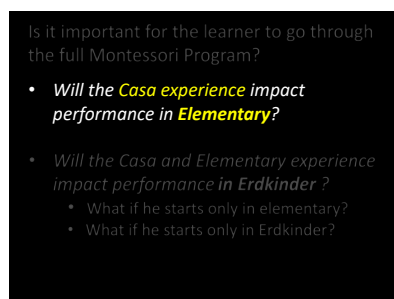 Is it important for the learner to go through
the full Montessori Program?
• Will the Casa experience impact
performance in Elementary?
• Will the Casa and Elementary experience
impact performance in Erdkinder ?
• What if he starts only in elementary?
• What if he starts only in Erdkinder?